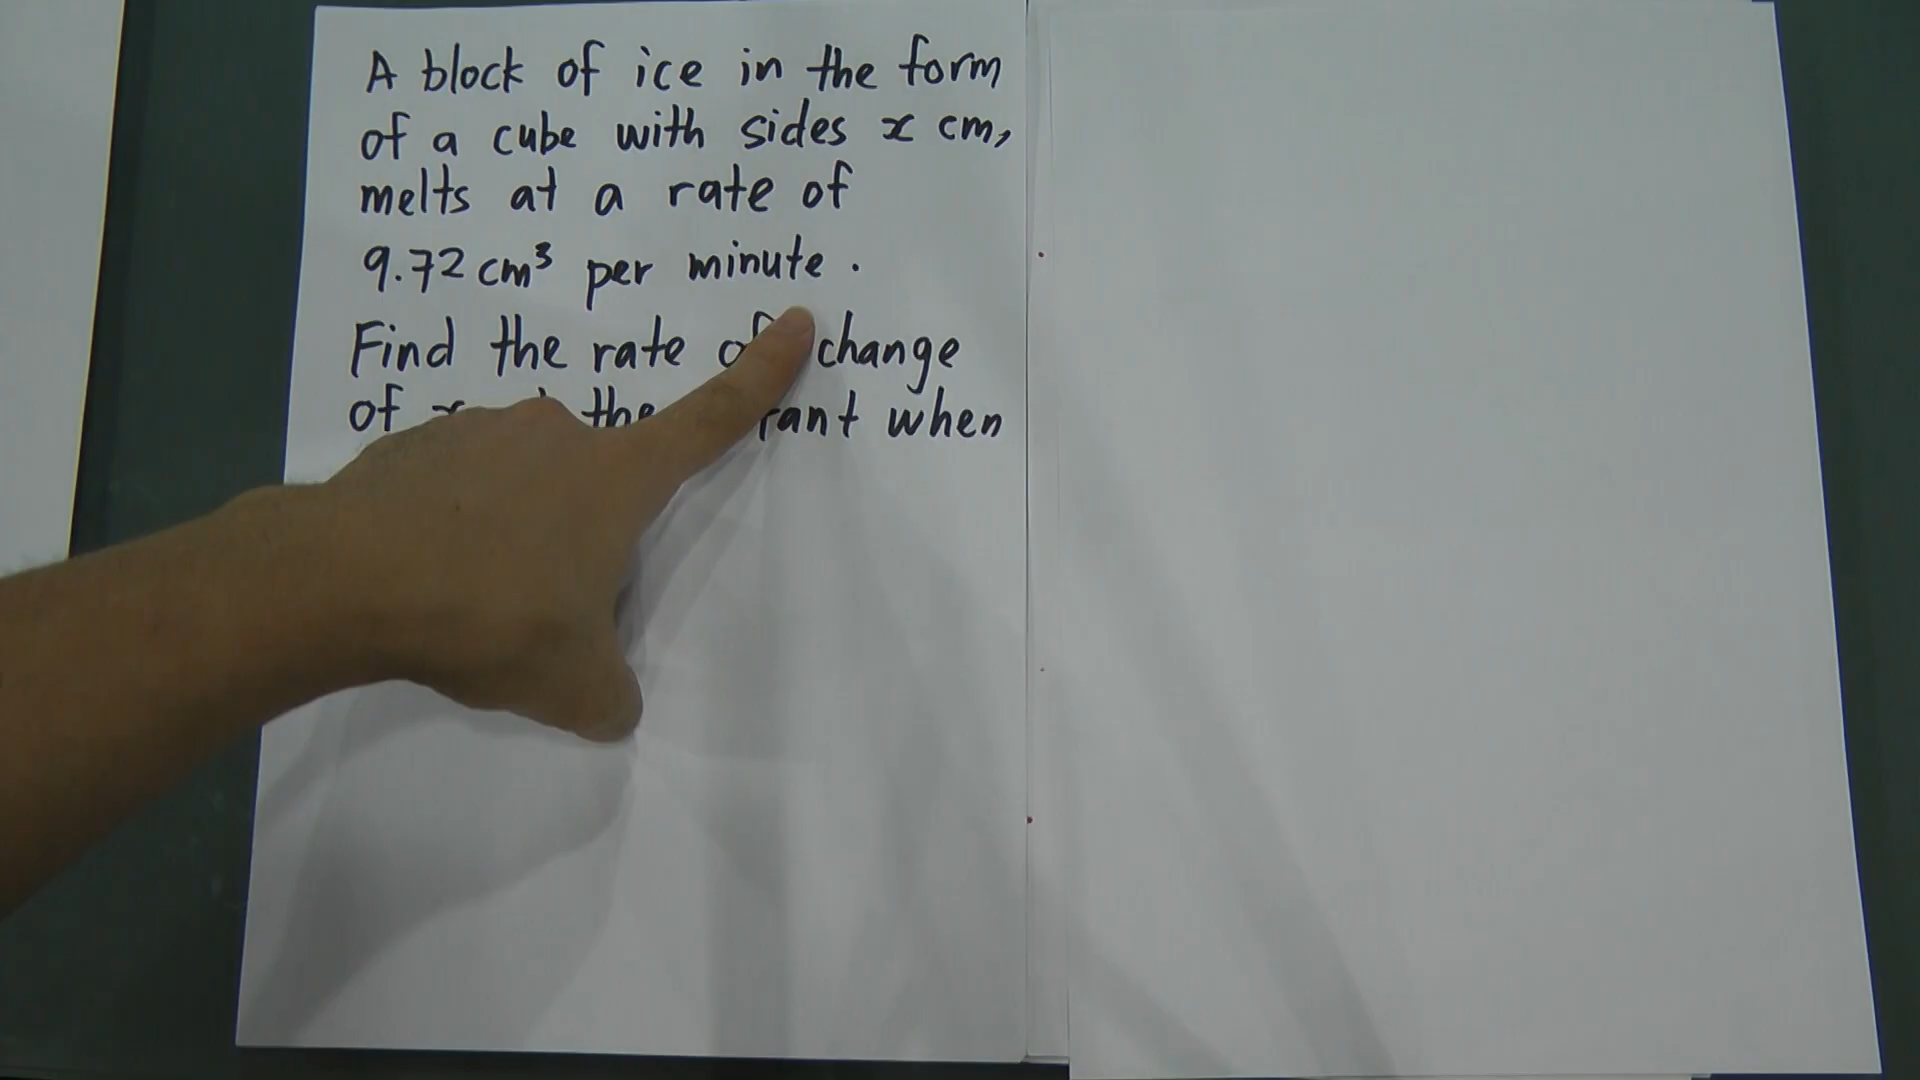 A block of ice in the form
of a cube with sides x cm,
melts at a rate of
9.72 cm³ per minute.
Find the rate of change
of the when